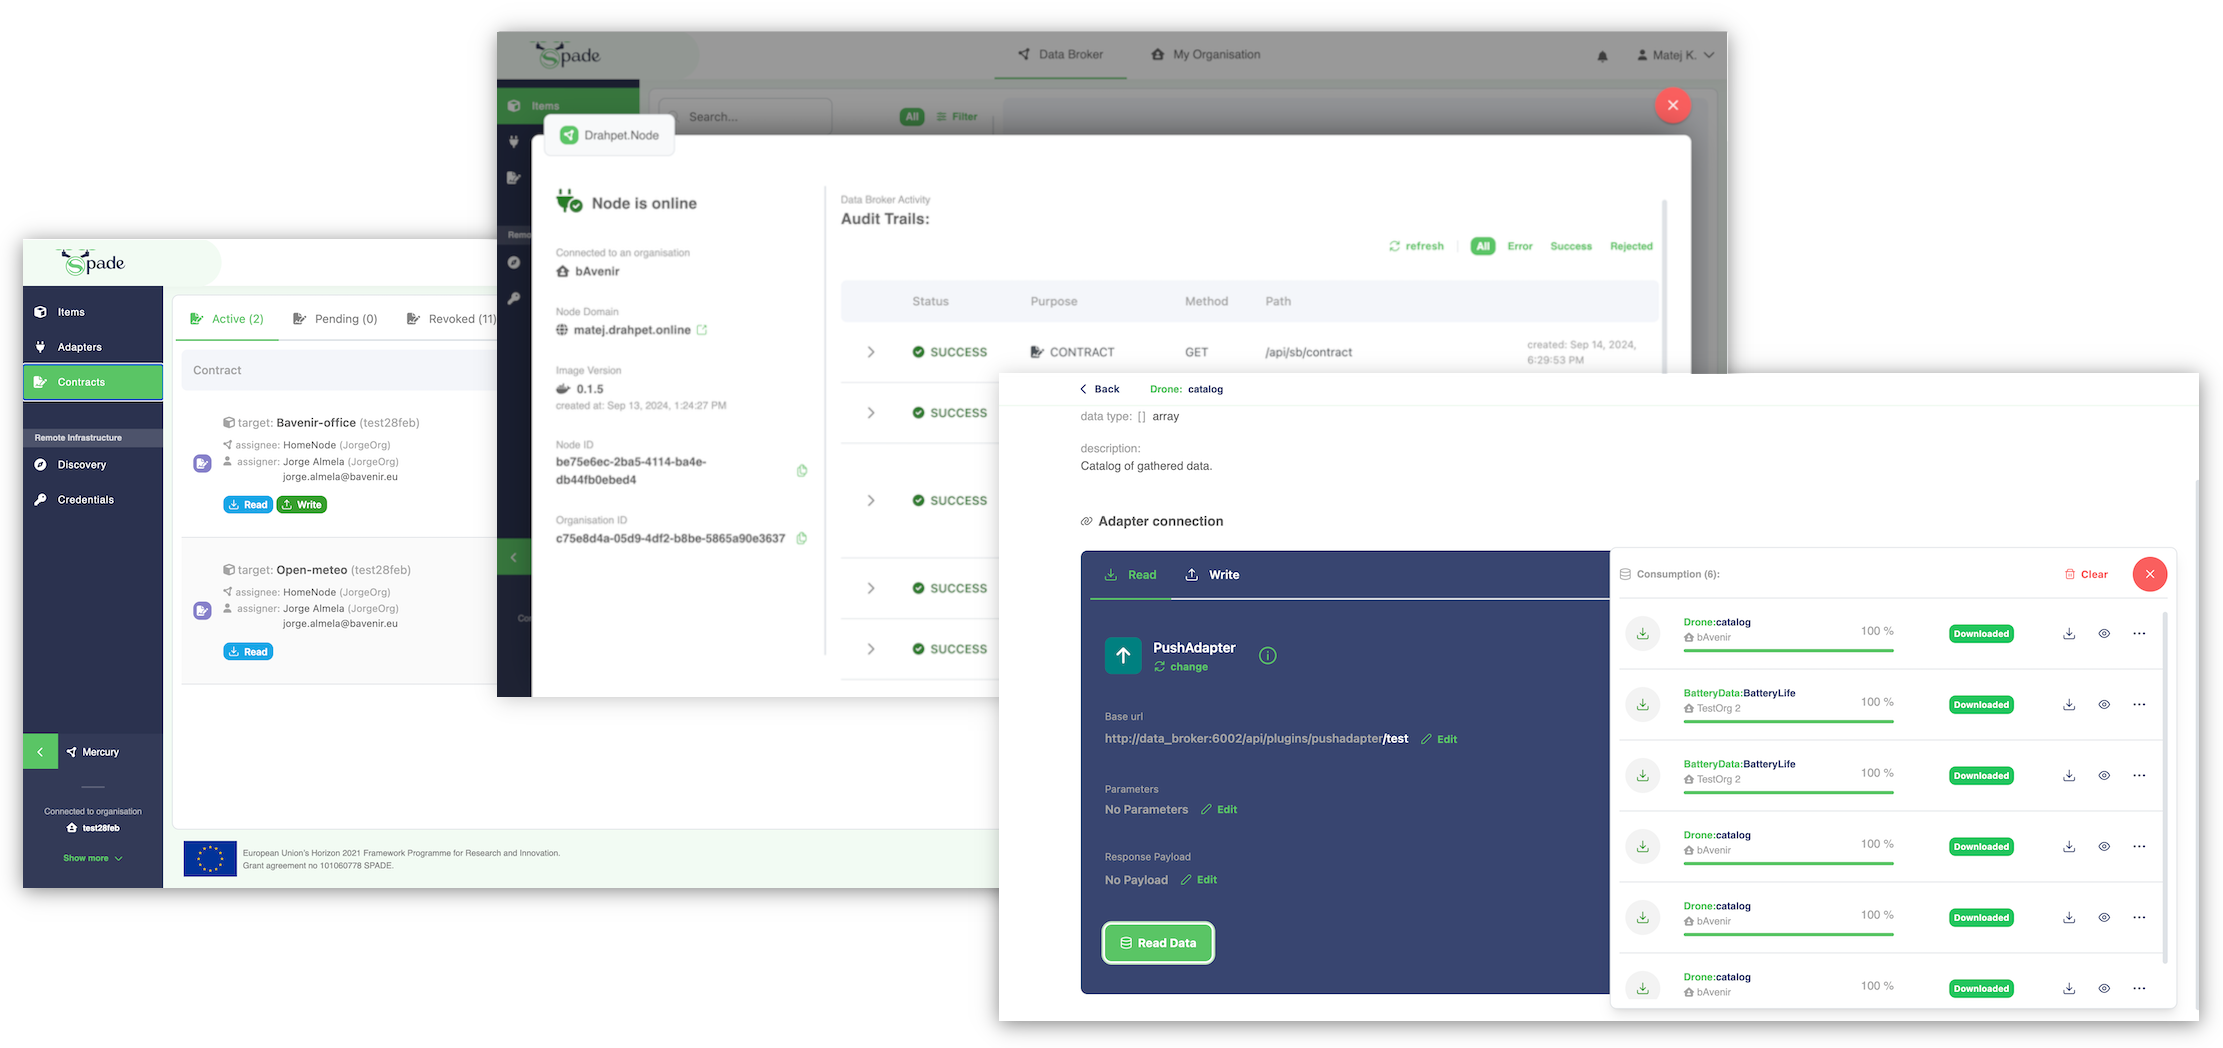 Spade
Items
Adapters
Contracts
Remote Infrastructure
Discovery
Credentials
Mercury
Connected to organisation
test28feb
Show more
Active (2)
Pending (0)
Revoked (11)
Contract
target: Bavenir-office (test28feb)
assignee: HomeNode (JorgeOrg)
assigner: Jorge Almela (JorgeOrg)
jorge.almela@bavenir.eu
Read
Write
target: Open-meteo (test28feb)
assignee: HomeNode (JorgeOrg)
assigner: Jorge Almela (JorgeOrg)
jorge.almela@bavenir.eu
Read
European Union's Horizon 2021 Framework Programme for Research and Innovation.
Grant agreement no 101060778 SPADE.
Spade
Data Broker
My Organisation
Matej K.
Items
Search...
All
Filter
Remo
Co
Drahpet.Node
Node is online
Connected to an organisation
bAvenir
Node Domain
matej.drahpet.online
Image Version
0.1.5
created at: Sep 13, 2024, 1:24:27 PM
Node ID
be75e6ec-2ba5-4114-ba4e-
db44fb0ebed4
Organisation ID
c75e8d4a-05d9-4df2-b8be-5865a90e3637
Data Broker Activity
Audit Trails:
refresh
All
Error
Success
Rejected
Status
Purpose
Method
Path
SUCCESS
CONTRACT
GET
/api/sb/contract
created: Sep 14, 2024,
6:29:53 PM
SUCCESS
SUCCESS
SUCCESS
SUCCESS
Back
Drone: catalog
data type: [] array
description:
Catalog of gathered data.
Adapter connection
Read
Write
PushAdapter
change
Base url
http://data_broker:6002/api/plugins/pushadapter/test
Edit
Parameters
No Parameters
Edit
Response Payload
No Payload
Edit
Read Data
Consumption (6):
Clear
Drone:catalog
bAvenir
100 %
Downloaded
BatteryData:BatteryLife
TestOrg 2
100 %
Downloaded
BatteryData:BatteryLife
TestOrg 2
100 %
Downloaded
Drone:catalog
bAvenir
100 %
Downloaded
Drone:catalog
bAvenir
100 %
Downloaded
Drone:catalog
bAvenir
100 %
Downloaded